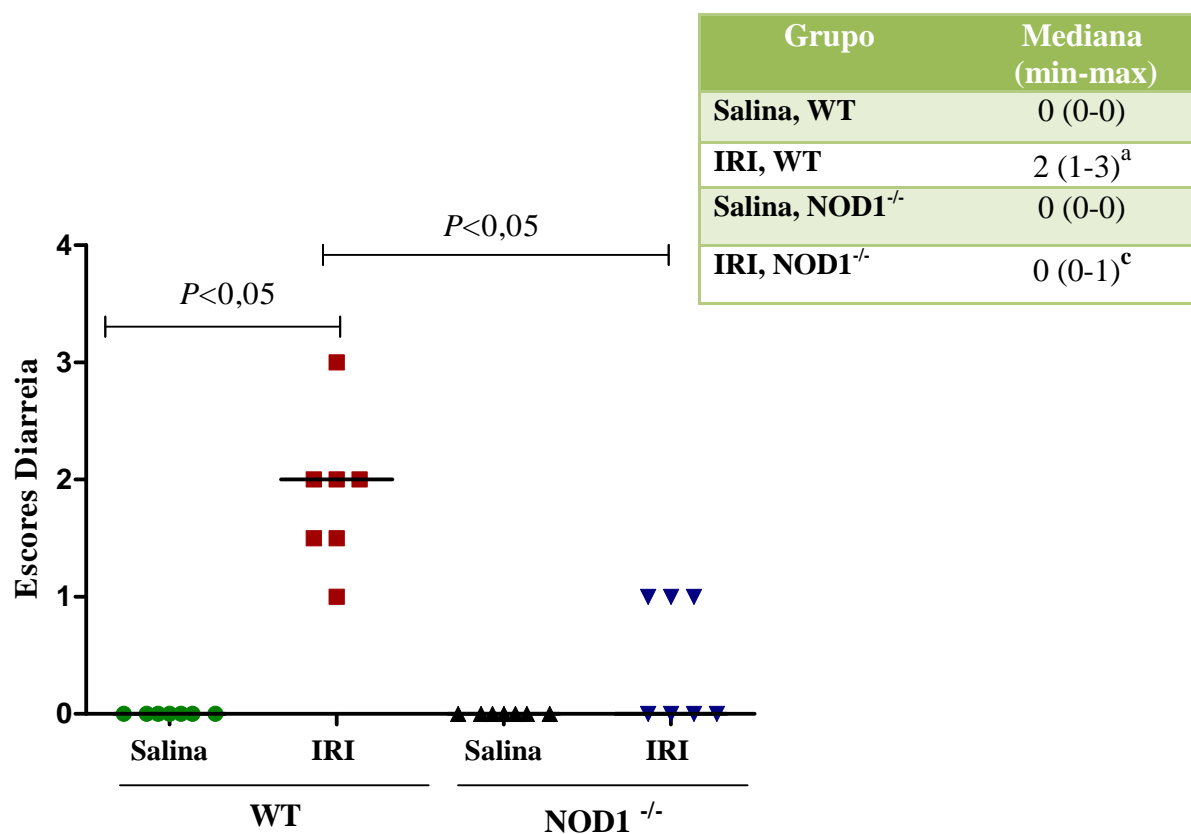 Grupo Mediana
(min-max)
Salina, WT 0 (0-0)
IRI, WT 2 (1-3)a
Salina, NOD1-/- 0 (0-0)
IRI, NOD1-/- 0 (0-1)c
P<0,05
P<0,05
4
3
2
1
0
Escores Diarreia
Salina IRI Salina IRI
WT NOD1 -/-